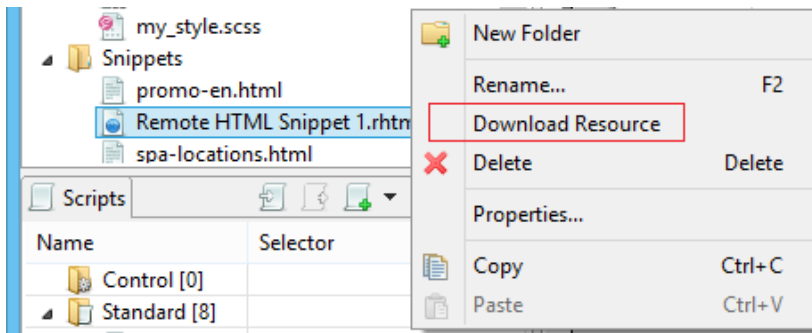 my_style.scss
Snippets
promo-en.html
Remote HTML Snippet 1.rhtm
spa-locations.html
Scripts
Name Selector
Control [0]
Standard [8]
New Folder
Rename... F2
Download Resource
Delete Delete
Properties...
Copy Ctrl+C
Paste Ctrl+V